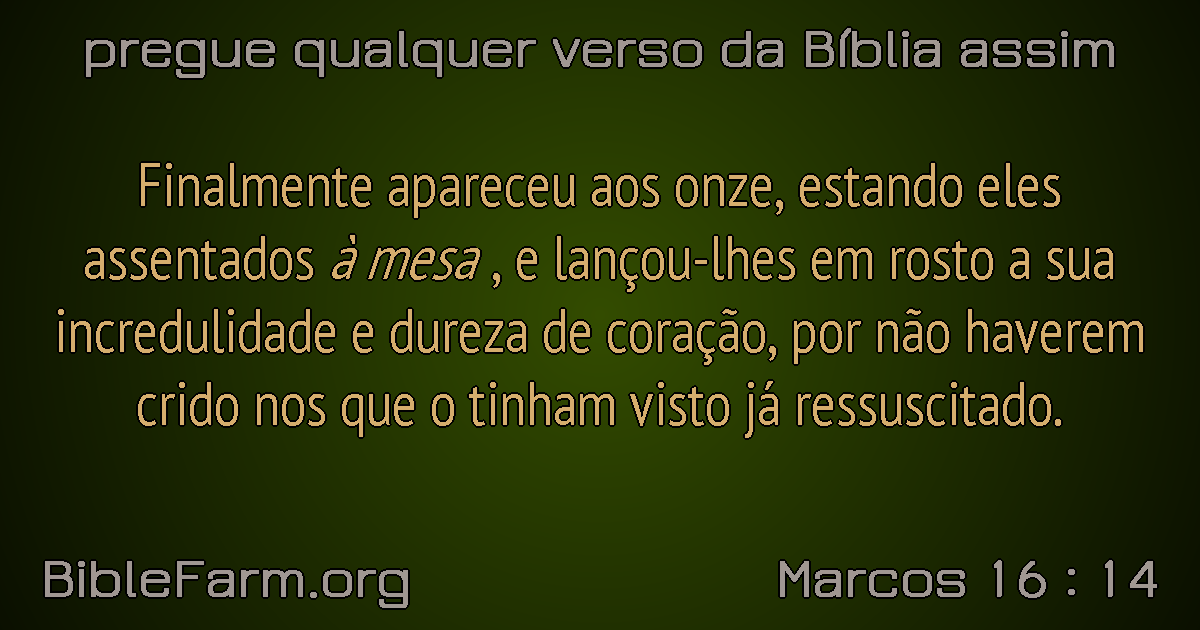 pregue qualquer verso da Bíblia assim
Finalmente apareceu aos onze, estando eles
assentados à mesa , e lançou-lhes em rosto a sua
incredulidade e dureza de coração, por não haverem
crido nos que o tinham visto já ressuscitado.
BibleFarm.org
Marcos 16 : 14